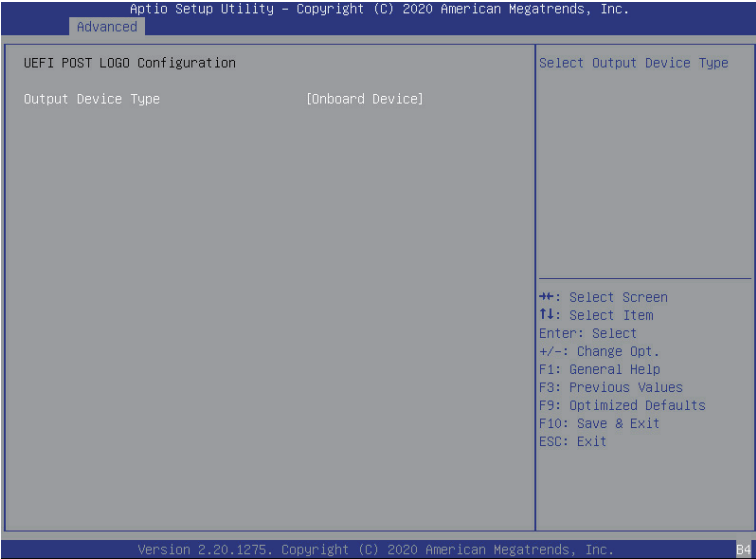 Aptio Setup Utility – Copyright (C) 2020 American Megatrends, Inc.
Advanced
UEFI POST LOGO Configuration
Output Device Type [Onboard Device]
Select Output Device Type
→←: Select Screen
↑↓: Select Item
Enter: Select
+/-: Change Opt.
F1: General Help
F3: Previous Values
F9: Optimized Defaults
F10: Save & Exit
ESC: Exit
Version 2.20.1275. Copyright (C) 2020 American Megatrends, Inc.
B4